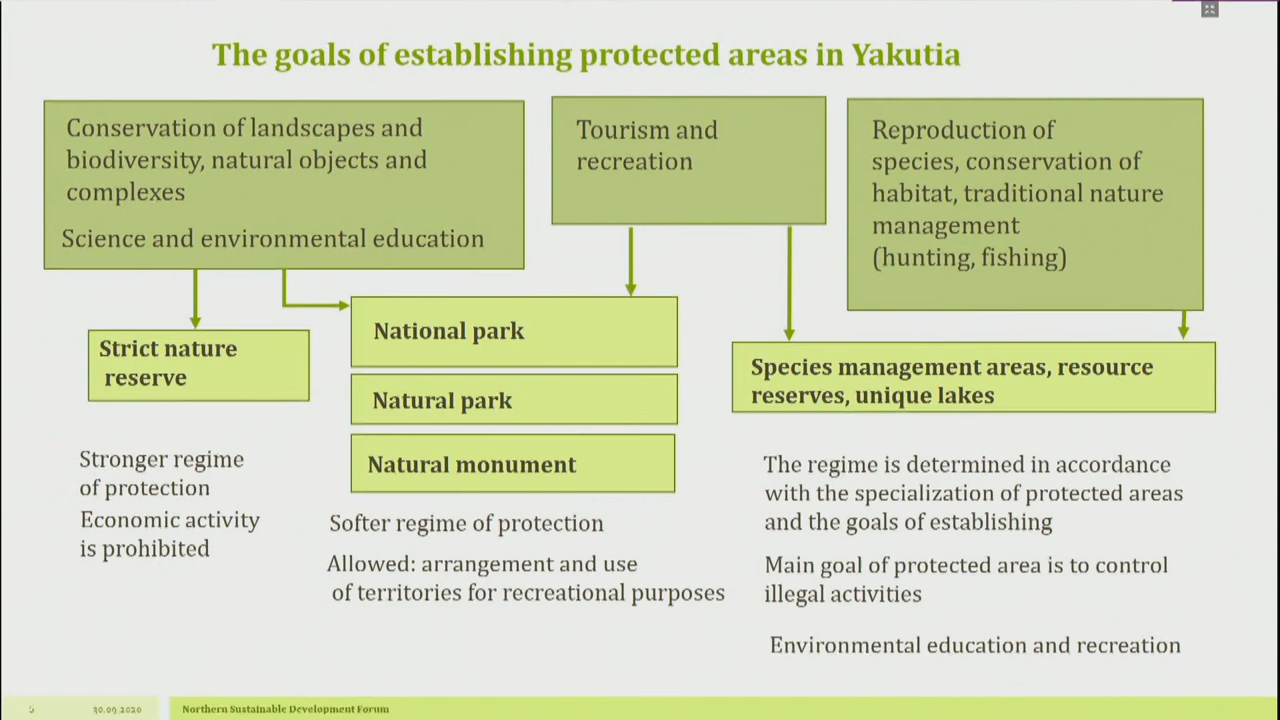 The goals of establishing protected areas in Yakutia
Conservation of landscapes and
biodiversity, natural objects and
complexes
Science and environmental education
Tourism and
recreation
Reproduction of
species, conservation of
habitat, traditional nature
management
(hunting, fishing)
Strict nature
reserve
National park
Natural park
Natural monument
Species management areas, resource
reserves, unique lakes
Stronger regime
of protection
Economic activity
is prohibited
Softer regime of protection
Allowed: arrangement and use
of territories for recreational purposes
The regime is determined in accordance
with the specialization of protected areas
and the goals of establishing
Main goal of protected area is to control
illegal activities
Environmental education and recreation
5
30.09.2020
Northern Sustainable Development Forum